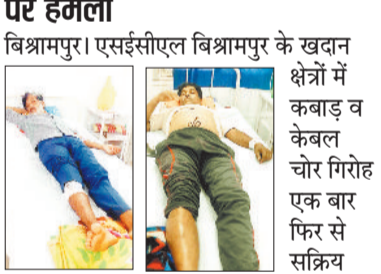 पर हमला
बिश्रामपुर। एसईसीएल बिश्रामपुर के खदान
क्षेत्रों में
कबाड़ व
केबल
चोर गिरोह
एक बार
फिर से
सक्रिय